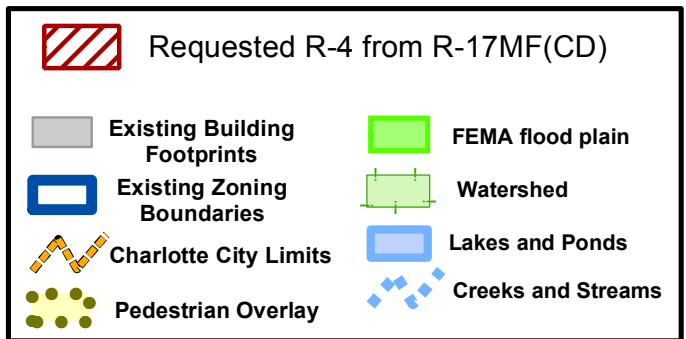 Requested R-4 from R-17MF(CD)
Existing Building
Footprints
Existing Zoning
Boundaries
Charlotte City Limits
Pedestrian Overlay
FEMA flood plain
Watershed
Lakes and Ponds
Creeks and Streams